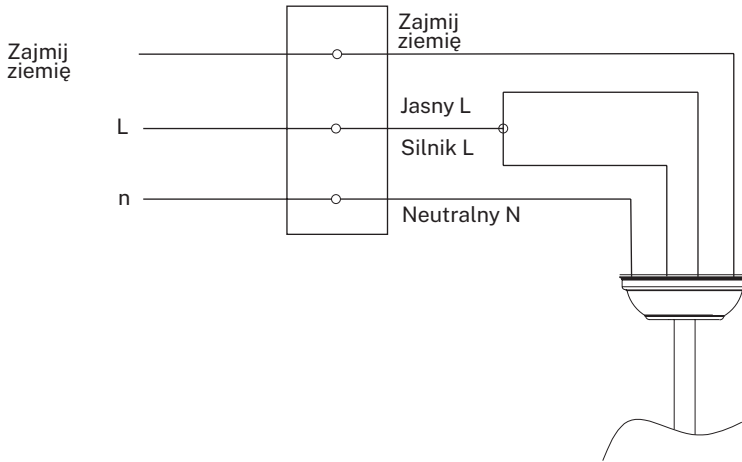 Zajmij
ziemię
Zajmij
ziemię
L
Jasny L
Silnik L
n
Neutralny N